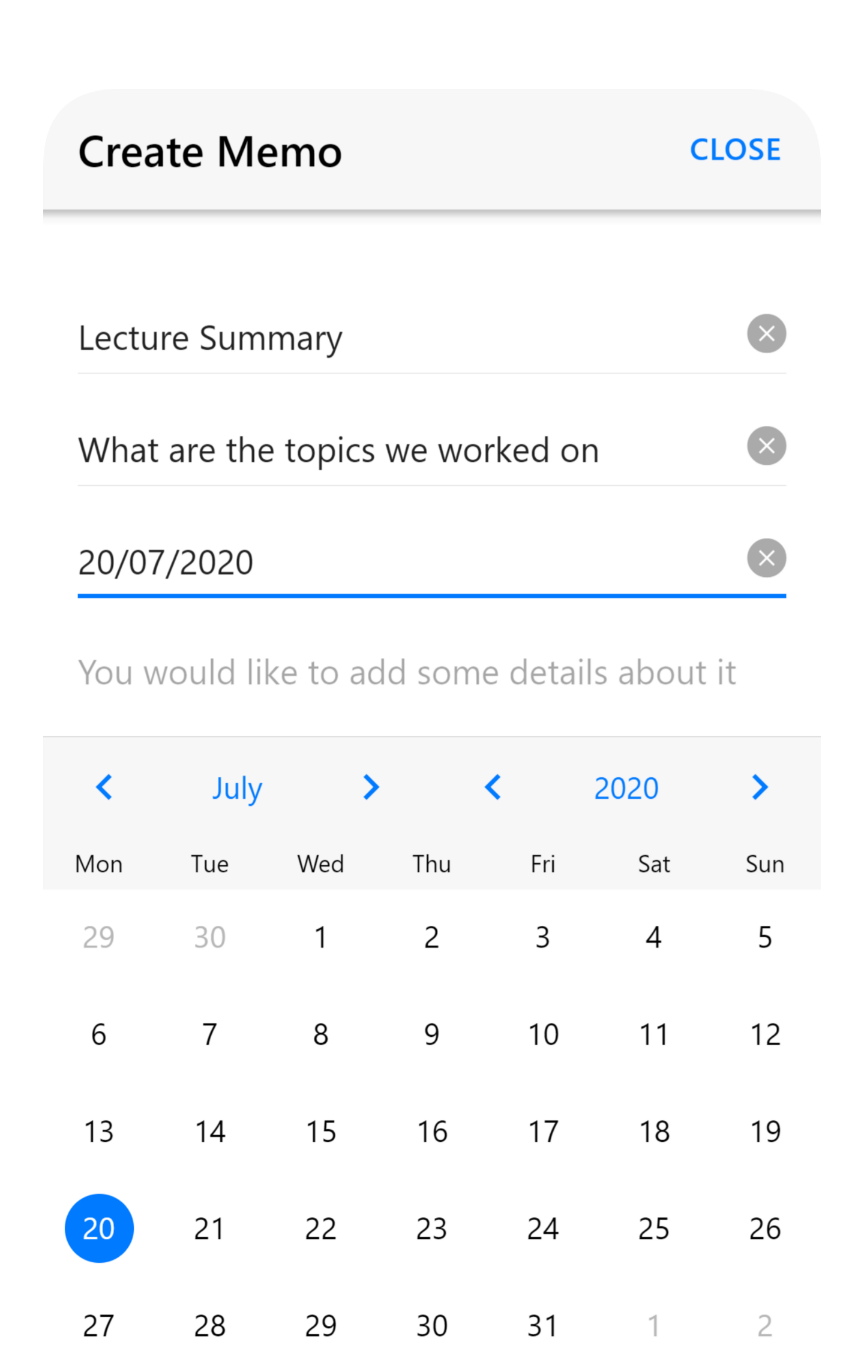 Create Memo CLOSE
Lecture Summary
What are the topics we worked on
20/07/2020
You would like to add some details about it
July 2020
Mon Tue Wed Thu Fri Sat Sun
29 30 1 2 3 4 5
6 7 8 9 10 11 12
13 14 15 16 17 18 19
20 21 22 23 24 25 26
27 28 29 30 31 1 2